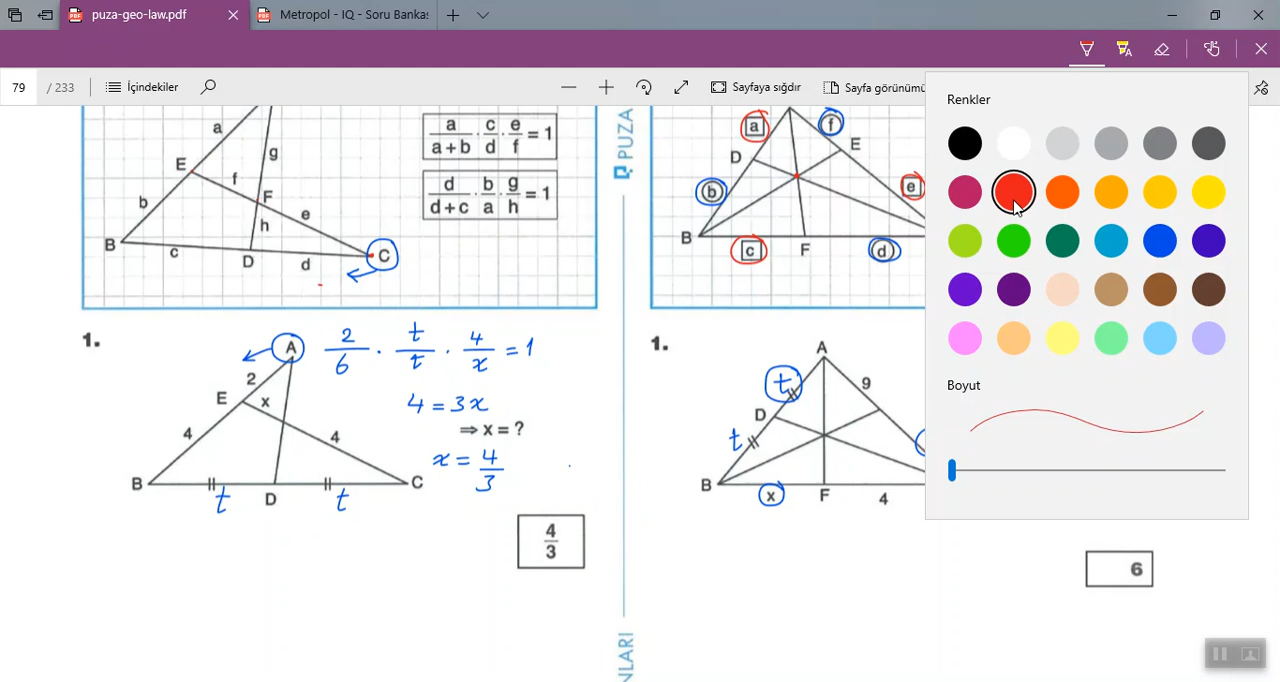 puza-geo-law.pdf
Metropol - IQ - Soru Bankas
79 / 233
İçindekiler
Sayfaya sığdır
Sayfa görünümü
Renkler
Boyut
a
g
E
f
F
b
h
e
B
c
D
d
C
a/(a+b) · c/d · e/f = 1
d/(d+c) · b/a · g/h = 1
PUZA
a
f
D
E
b
e
B
c
F
d
1.
A
2/6 · t/t · 4/x = 1
2
E
x
4 = 3x
4
4
⇒ x = ?
x = 4/3
B
t
D
t
C
4/3
1.
A
t
9
D
t
B
x
F
4
6
NLARI